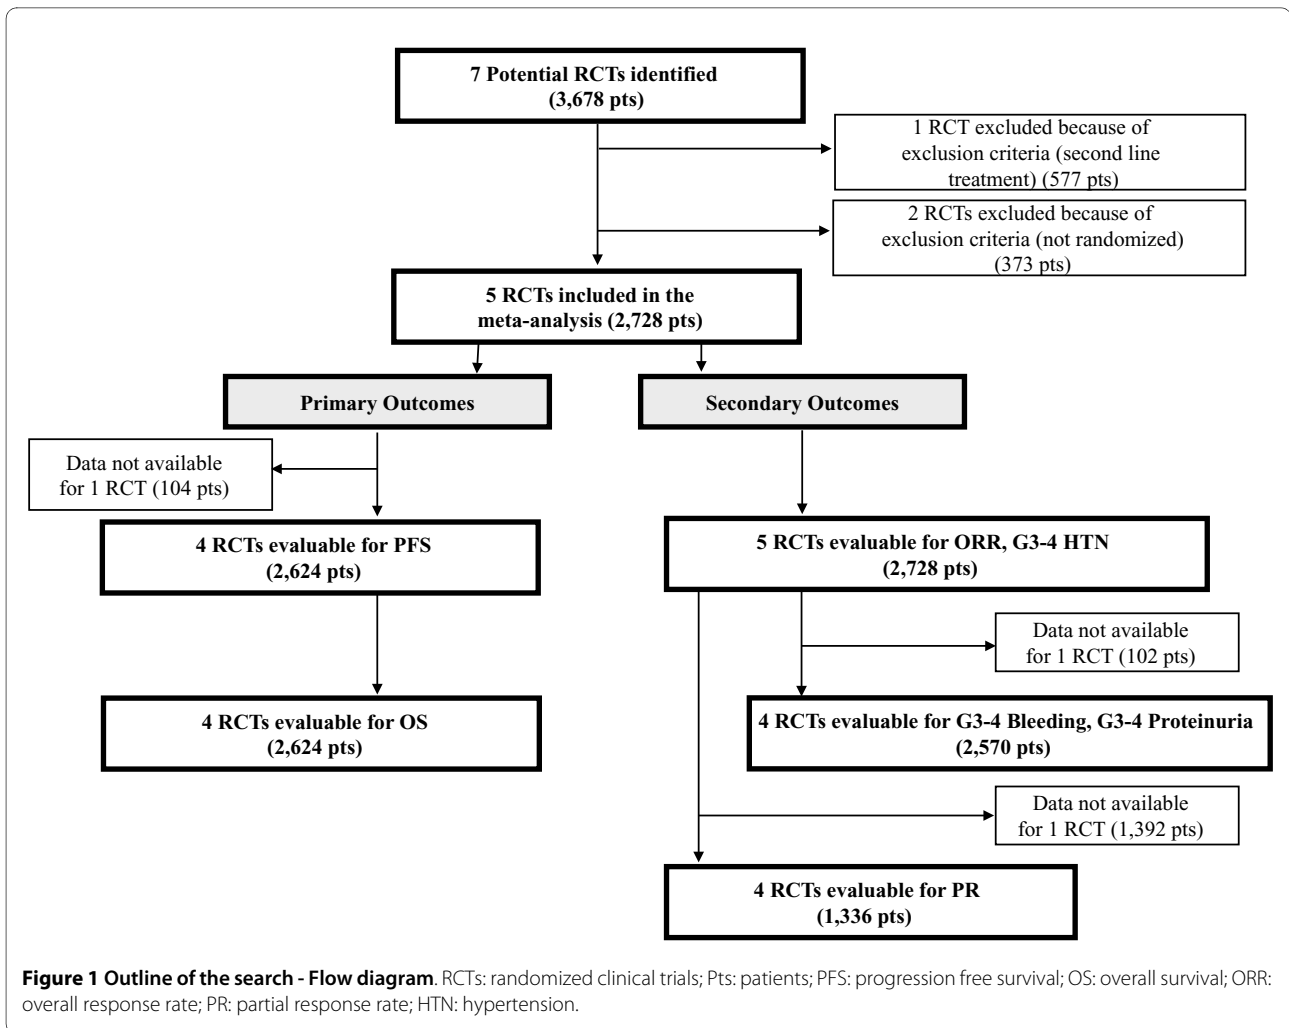 7 Potential RCTs identified
(3,678 pts)
1 RCT excluded because of
exclusion criteria (second line
treatment) (577 pts)
2 RCTs excluded because of
exclusion criteria (not randomized)
(373 pts)
5 RCTs included in the
meta-analysis (2,728 pts)
Primary Outcomes
Secondary Outcomes
Data not available
for 1 RCT (104 pts)
4 RCTs evaluable for PFS
(2,624 pts)
5 RCTs evaluable for ORR, G3-4 HTN
(2,728 pts)
Data not available
for 1 RCT (102 pts)
4 RCTs evaluable for OS
(2,624 pts)
4 RCTs evaluable for G3-4 Bleeding, G3-4 Proteinuria
(2,570 pts)
Data not available
for 1 RCT (1,392 pts)
4 RCTs evaluable for PR
(1,336 pts)
Figure 1 Outline of the search - Flow diagram. RCTs: randomized clinical trials; Pts: patients; PFS: progression free survival; OS: overall survival; ORR:
overall response rate; PR: partial response rate; HTN: hypertension.